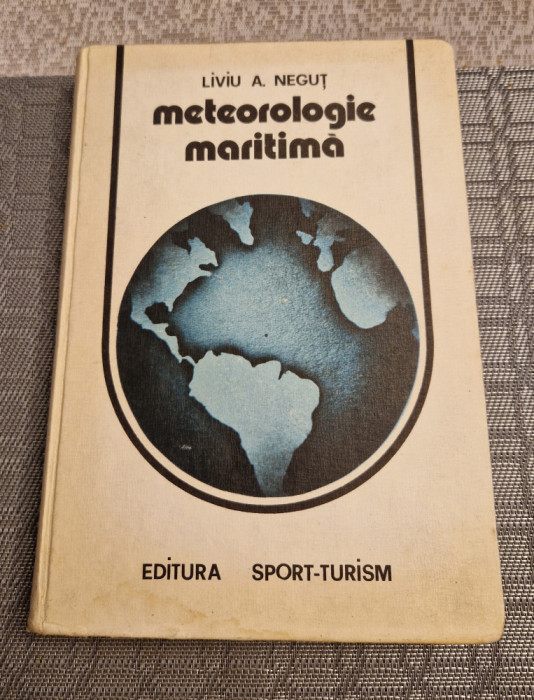 LIVIU A. NEGUȚ
meteorologie
maritimă
EDITURA SPORT-TURISM